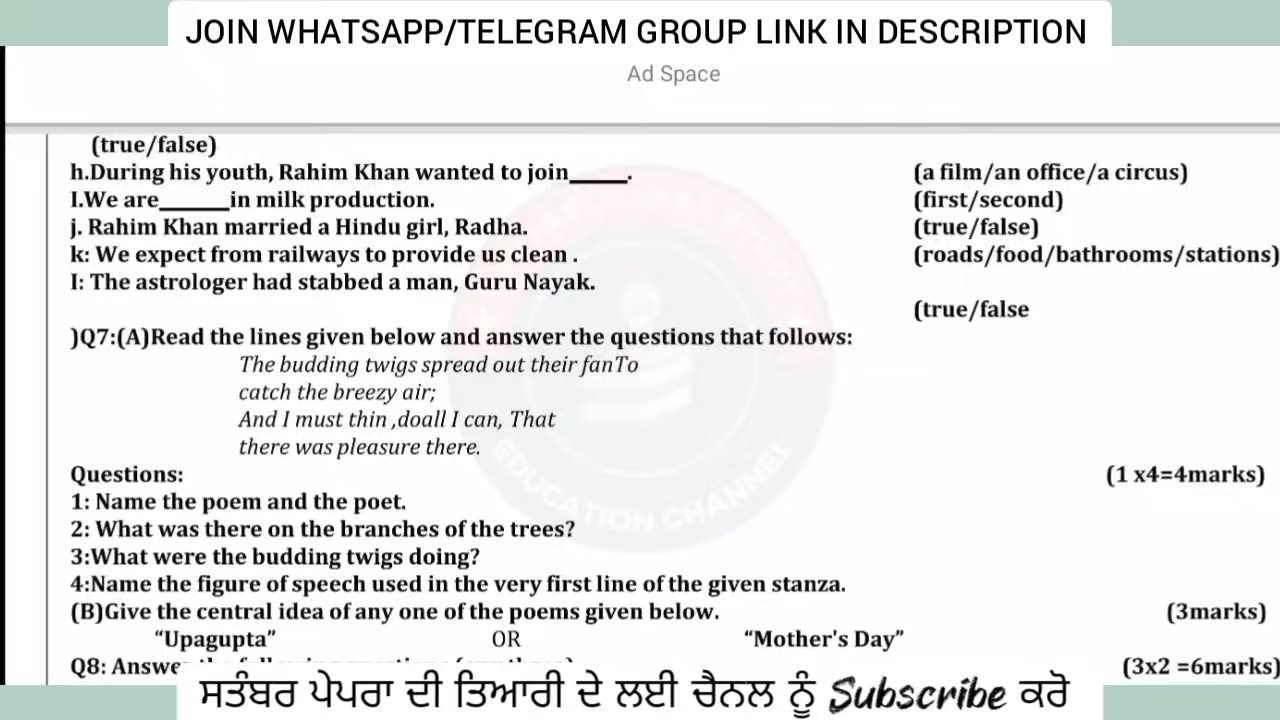 JOIN WHATSAPP/TELEGRAM GROUP LINK IN DESCRIPTION
Ad Space
(true/false)
h.During his youth, Rahim Khan wanted to join_____. (a film/an office/a circus)
I.We are______in milk production. (first/second)
j. Rahim Khan married a Hindu girl, Radha. (true/false)
k: We expect from railways to provide us clean . (roads/food/bathrooms/stations)
I: The astrologer had stabbed a man, Guru Nayak.
(true/false
)Q7:(A)Read the lines given below and answer the questions that follows:
The budding twigs spread out their fanTo
catch the breezy air;
And I must thin ,doall I can, That
there was pleasure there.
Questions: (1 x4=4marks)
1: Name the poem and the poet.
2: What was there on the branches of the trees?
3:What were the budding twigs doing?
4:Name the figure of speech used in the very first line of the given stanza.
(B)Give the central idea of any one of the poems given below. (3marks)
“Upagupta” OR “Mother's Day”
Q8: Answe (3x2 =6marks)
EDUCATION CHANNEL
ਸਤੰਬਰ ਪੇਪਰਾ ਦੀ ਤਿਆਰੀ ਦੇ ਲਈ ਚੈਨਲ ਨੂੰ Subscribe ਕਰੋ